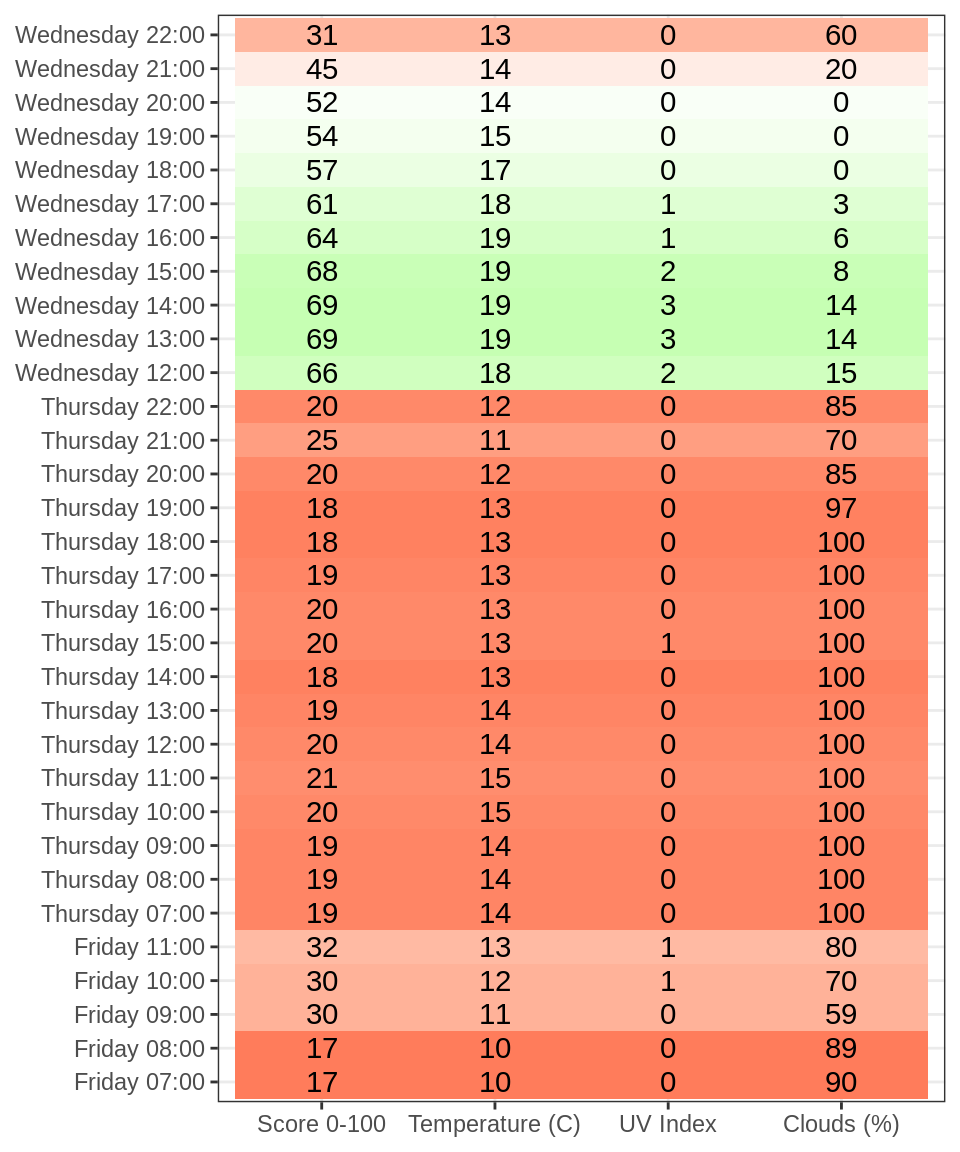 Wednesday 22:00 31 13 0 60
Wednesday 21:00 45 14 0 20
Wednesday 20:00 52 14 0 0
Wednesday 19:00 54 15 0 0
Wednesday 18:00 57 17 0 0
Wednesday 17:00 61 18 1 3
Wednesday 16:00 64 19 1 6
Wednesday 15:00 68 19 2 8
Wednesday 14:00 69 19 3 14
Wednesday 13:00 69 19 3 14
Wednesday 12:00 66 18 2 15
Thursday 22:00 20 12 0 85
Thursday 21:00 25 11 0 70
Thursday 20:00 20 12 0 85
Thursday 19:00 18 13 0 97
Thursday 18:00 18 13 0 100
Thursday 17:00 19 13 0 100
Thursday 16:00 20 13 0 100
Thursday 15:00 20 13 1 100
Thursday 14:00 18 13 0 100
Thursday 13:00 19 14 0 100
Thursday 12:00 20 14 0 100
Thursday 11:00 21 15 0 100
Thursday 10:00 20 15 0 100
Thursday 09:00 19 14 0 100
Thursday 08:00 19 14 0 100
Thursday 07:00 19 14 0 100
Friday 11:00 32 13 1 80
Friday 10:00 30 12 1 70
Friday 09:00 30 11 0 59
Friday 08:00 17 10 0 89
Friday 07:00 17 10 0 90
Score 0-100 Temperature (C) UV Index Clouds (%)